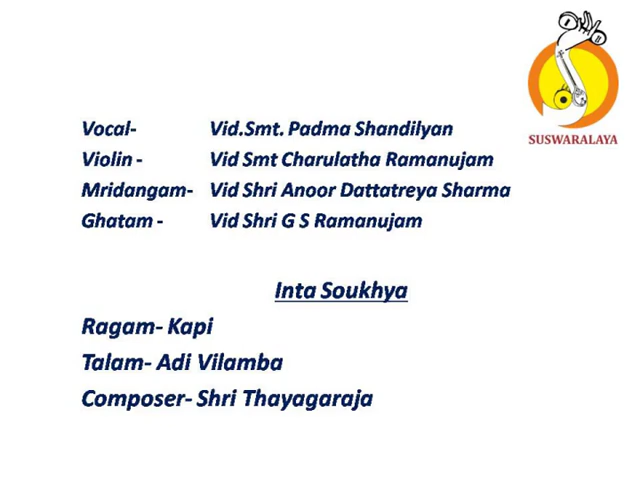 SUSWARALAYA
Vocal- Vid.Smt. Padma Shandilyan
Violin - Vid Smt Charulatha Ramanujam
Mridangam- Vid Shri Anoor Dattatreya Sharma
Ghatam - Vid Shri G S Ramanujam
Inta Soukhya
Ragam- Kapi
Talam- Adi Vilamba
Composer- Shri Thayagaraja